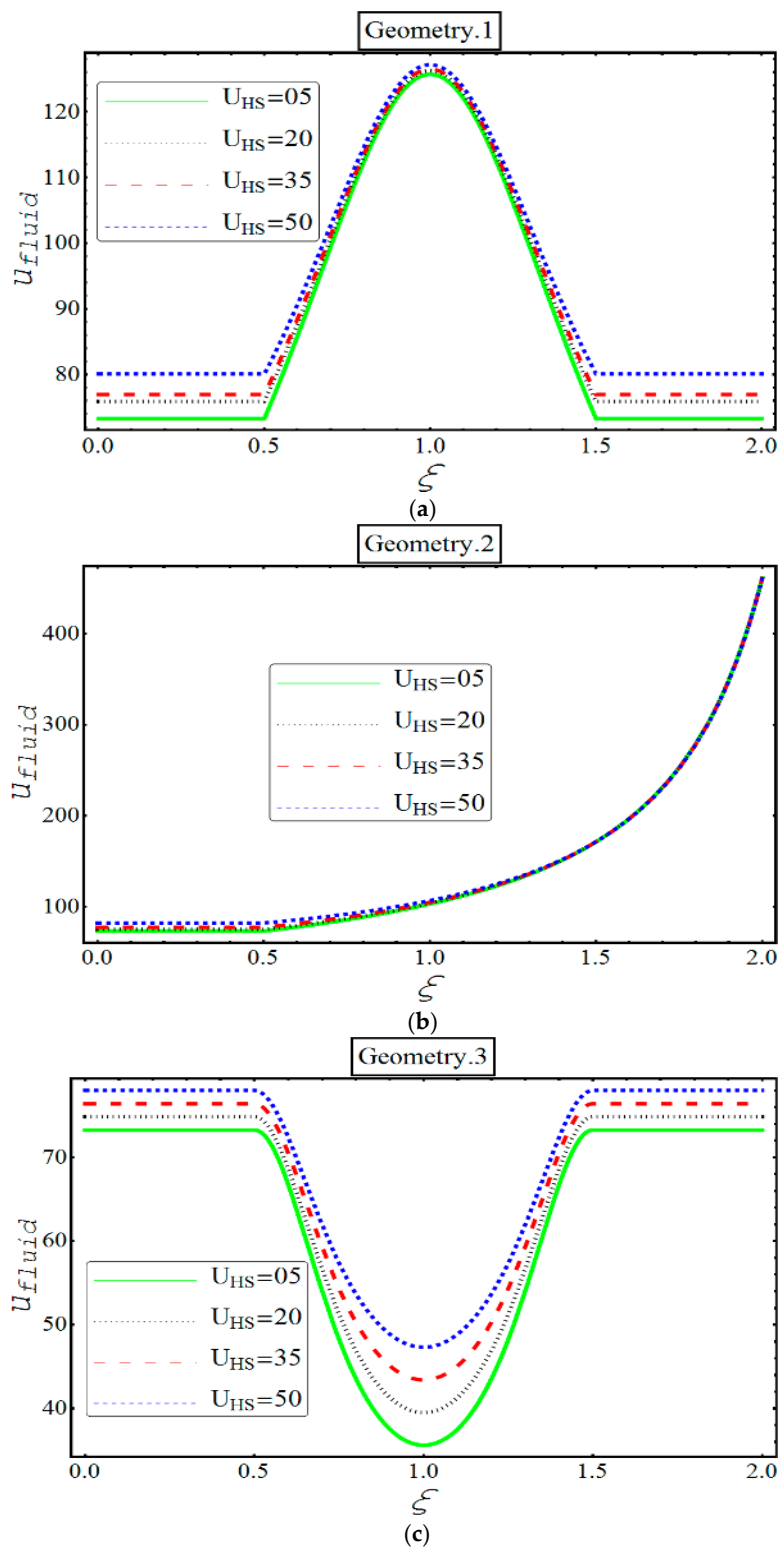 Geometry.1
120
110
100
90
80
u_fluid
U_HS=05
U_HS=20
U_HS=35
U_HS=50
0.0 0.5 1.0 1.5 2.0
ξ
(a)
Geometry.2
400
300
200
100
u_fluid
U_HS=05
U_HS=20
U_HS=35
U_HS=50
0.0 0.5 1.0 1.5 2.0
ξ
(b)
Geometry.3
70
60
50
40
u_fluid
U_HS=05
U_HS=20
U_HS=35
U_HS=50
0.0 0.5 1.0 1.5 2.0
ξ
(c)